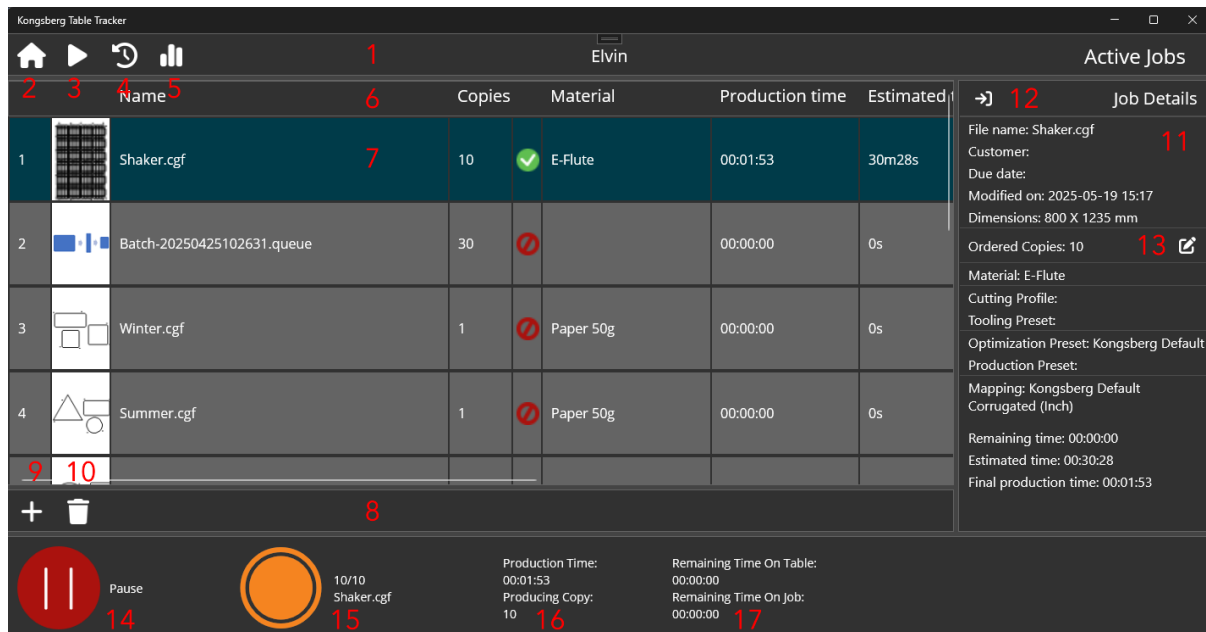 Kongsberg Table Tracker
1
Elvin
Active Jobs
2
3
4
5
Name
6
Copies
Material
Production time
Estimated t
12
Job Details
1
Shaker.cgf
7
10
E-Flute
00:01:53
30m28s
2
Batch-20250425102631.queue
30
00:00:00
0s
3
Winter.cgf
1
Paper 50g
00:00:00
0s
4
Summer.cgf
1
Paper 50g
00:00:00
0s
9
10
8
File name: Shaker.cgf
11
Customer:
Due date:
Modified on: 2025-05-19 15:17
Dimensions: 800 X 1235 mm
Ordered Copies: 10
13
Material: E-Flute
Cutting Profile:
Tooling Preset:
Optimization Preset: Kongsberg Default
Production Preset:
Mapping: Kongsberg Default
Corrugated (Inch)
Remaining time: 00:00:00
Estimated time: 00:30:28
Final production time: 00:01:53
Pause
14
10/10
Shaker.cgf
15
Production Time:
00:01:53
Producing Copy:
10
16
Remaining Time On Table:
00:00:00
Remaining Time On Job:
00:00:00
17